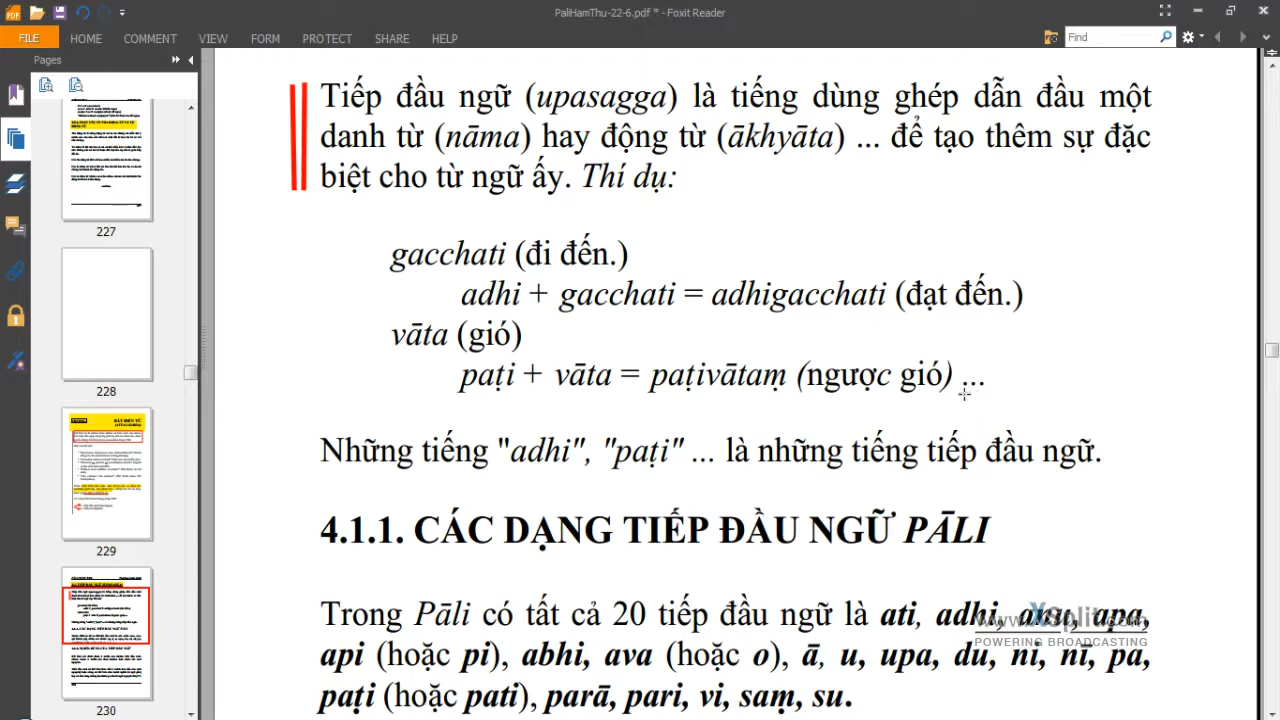 PaliHamThu-22-6.pdf * - Foxit Reader
FILE HOME COMMENT VIEW FORM PROTECT SHARE HELP Find
Pages
227
228
229
230
Tiếp đầu ngữ (upasagga) là tiếng dùng ghép dẫn đầu một
danh từ (nāma) hay động từ (ākhyāta) ... để tạo thêm sự đặc
biệt cho từ ngữ ấy. Thí dụ:
gacchati (đi đến.)
adhi + gacchati = adhigacchati (đạt đến.)
vāta (gió)
paṭi + vāta = paṭivātaṃ (ngược gió) ...
Những tiếng "adhi", "paṭi" ... là những tiếng tiếp đầu ngữ.
4.1.1. CÁC DẠNG TIẾP ĐẦU NGỮ PĀLI
Trong Pāli có tất cả 20 tiếp đầu ngữ là ati, adhi, apa,
api (hoặc pi), abhi, ava (hoặc o), ā, u, upa, du, ni, nī, pa,
paṭi (hoặc pati), parā, pari, vi, saṃ, su.
www.XSplit.com
POWERING BROADCASTING